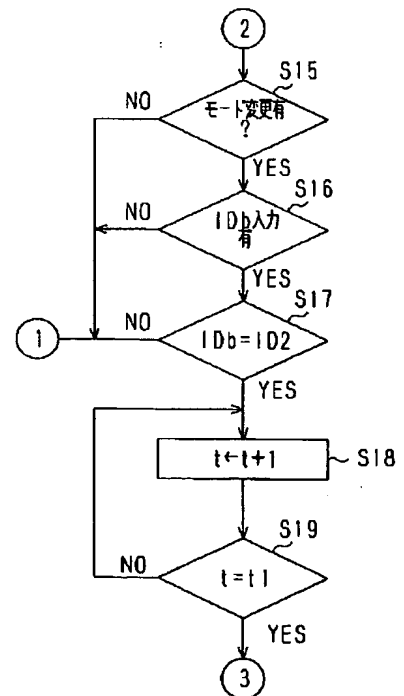 2
S15
NO
モード変更有
?
YES
S16
NO
IDb入力
有
YES
S17
NO
1
IDb=ID2
YES
t←t+1
S18
S19
NO
t=t1
YES
3